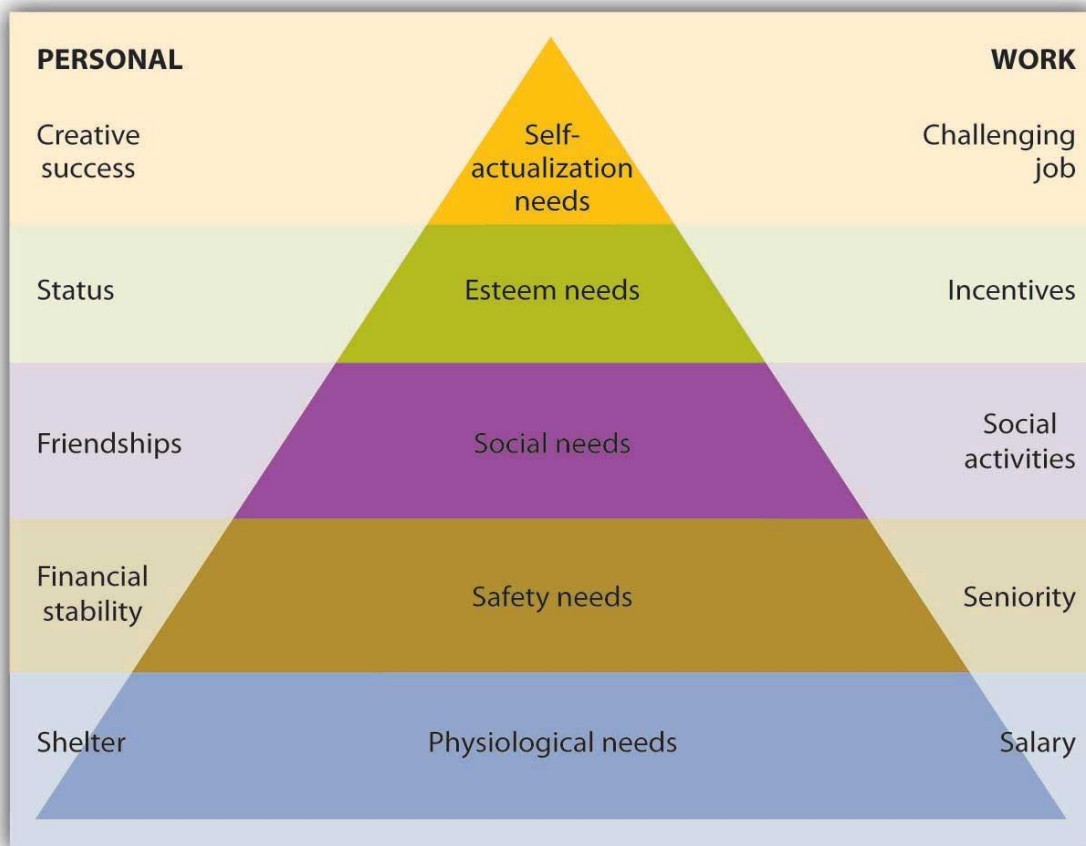 PERSONAL
WORK
Creative
success
Self-
actualization
needs
Challenging
job
Status
Esteem needs
Incentives
Friendships
Social needs
Social
activities
Financial
stability
Safety needs
Seniority
Shelter
Physiological needs
Salary